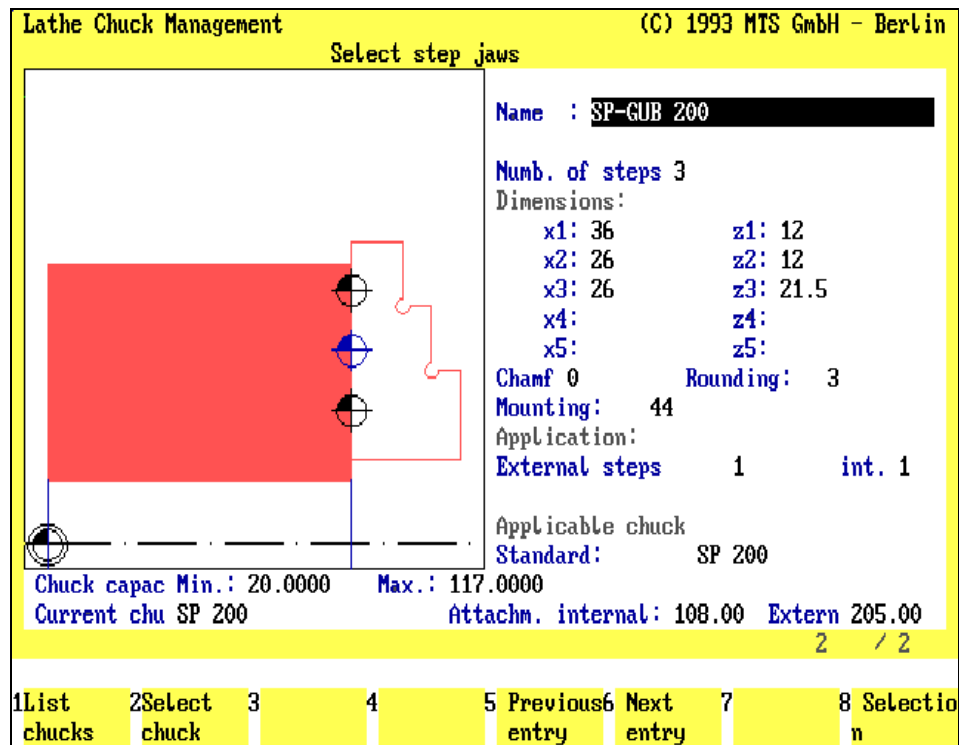 Lathe Chuck Management (C) 1993 MTS GmbH - Berlin
Select step jaws
Name : SP-GUB 200
Numb. of steps 3
Dimensions:
x1: 36 z1: 12
x2: 26 z2: 12
x3: 26 z3: 21.5
x4: z4:
x5: z5:
Chamf 0 Rounding: 3
Mounting: 44
Application:
External steps 1 int. 1
Applicable chuck
Standard: SP 200
Chuck capac Min.: 20.0000 Max.: 117.0000
Current chu SP 200 Attachm. internal: 108.00 Extern 205.00
2 / 2
1List 2Select 3 4 5 Previous6 Next 7 8 Selectio
chucks chuck entry entry n